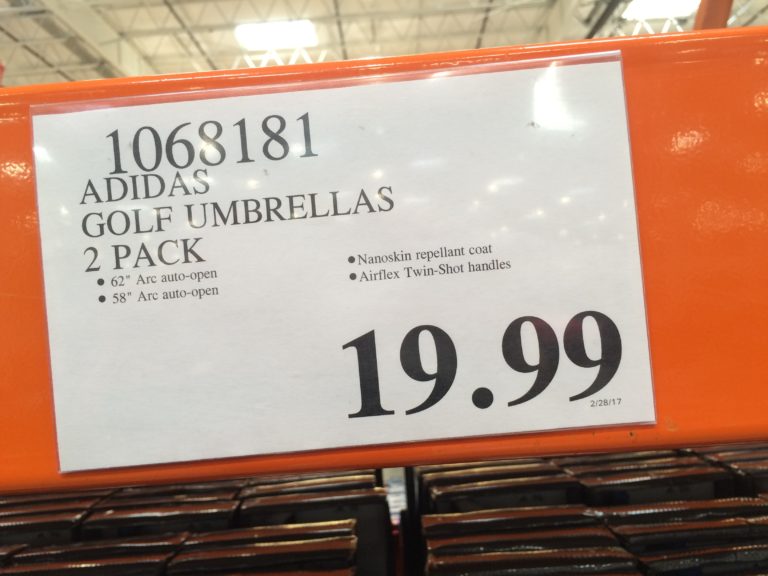 1068181
ADIDAS
GOLF UMBRELLAS
2 PACK
• 62" Arc auto-open
• 58" Arc auto-open
• Nanoskin repellant coat
• Airflex Twin-Shot handles
19.99
2/28/17